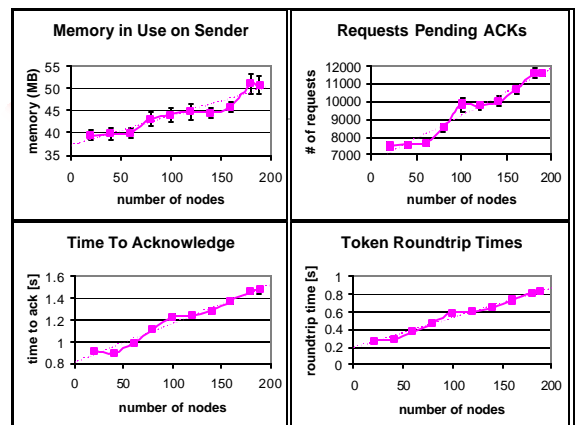 Memory in Use on Sender
memory (MB)
55
50
45
40
35
0 50 100 150 200
number of nodes
Requests Pending ACKs
# of requests
12000
11000
10000
9000
8000
7000
0 50 100 150 200
number of nodes
Time To Acknowledge
time to ack [s]
1.6
1.4
1.2
1
0.8
0 50 100 150 200
number of nodes
Token Roundtrip Times
roundtrip time [s]
1
0.8
0.6
0.4
0.2
0
0 50 100 150 200
number of nodes